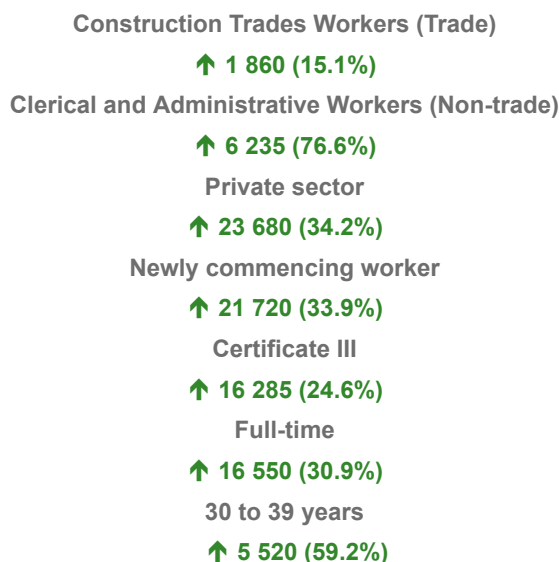 Construction Trades Workers (Trade)
↑ 1 860 (15.1%)
Clerical and Administrative Workers (Non-trade)
↑ 6 235 (76.6%)
Private sector
↑ 23 680 (34.2%)
Newly commencing worker
↑ 21 720 (33.9%)
Certificate III
↑ 16 285 (24.6%)
Full-time
↑ 16 550 (30.9%)
30 to 39 years
↑ 5 520 (59.2%)